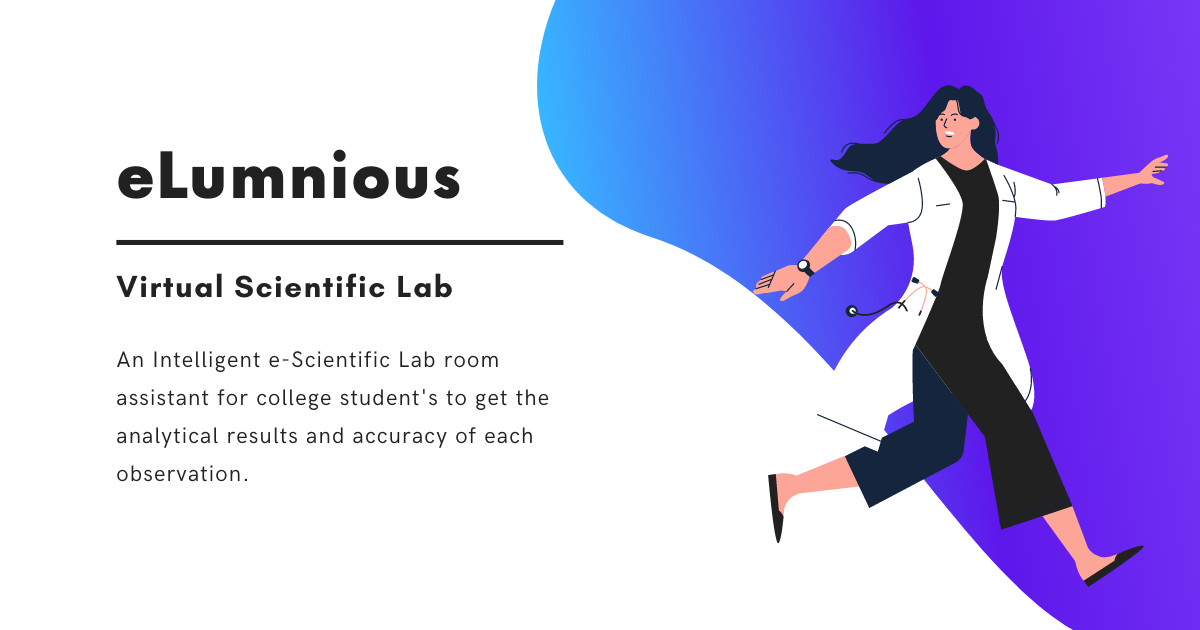 eLumnious
Virtual Scientific Lab
An Intelligent e-Scientific Lab room
assistant for college student's to get the
analytical results and accuracy of each
observation.